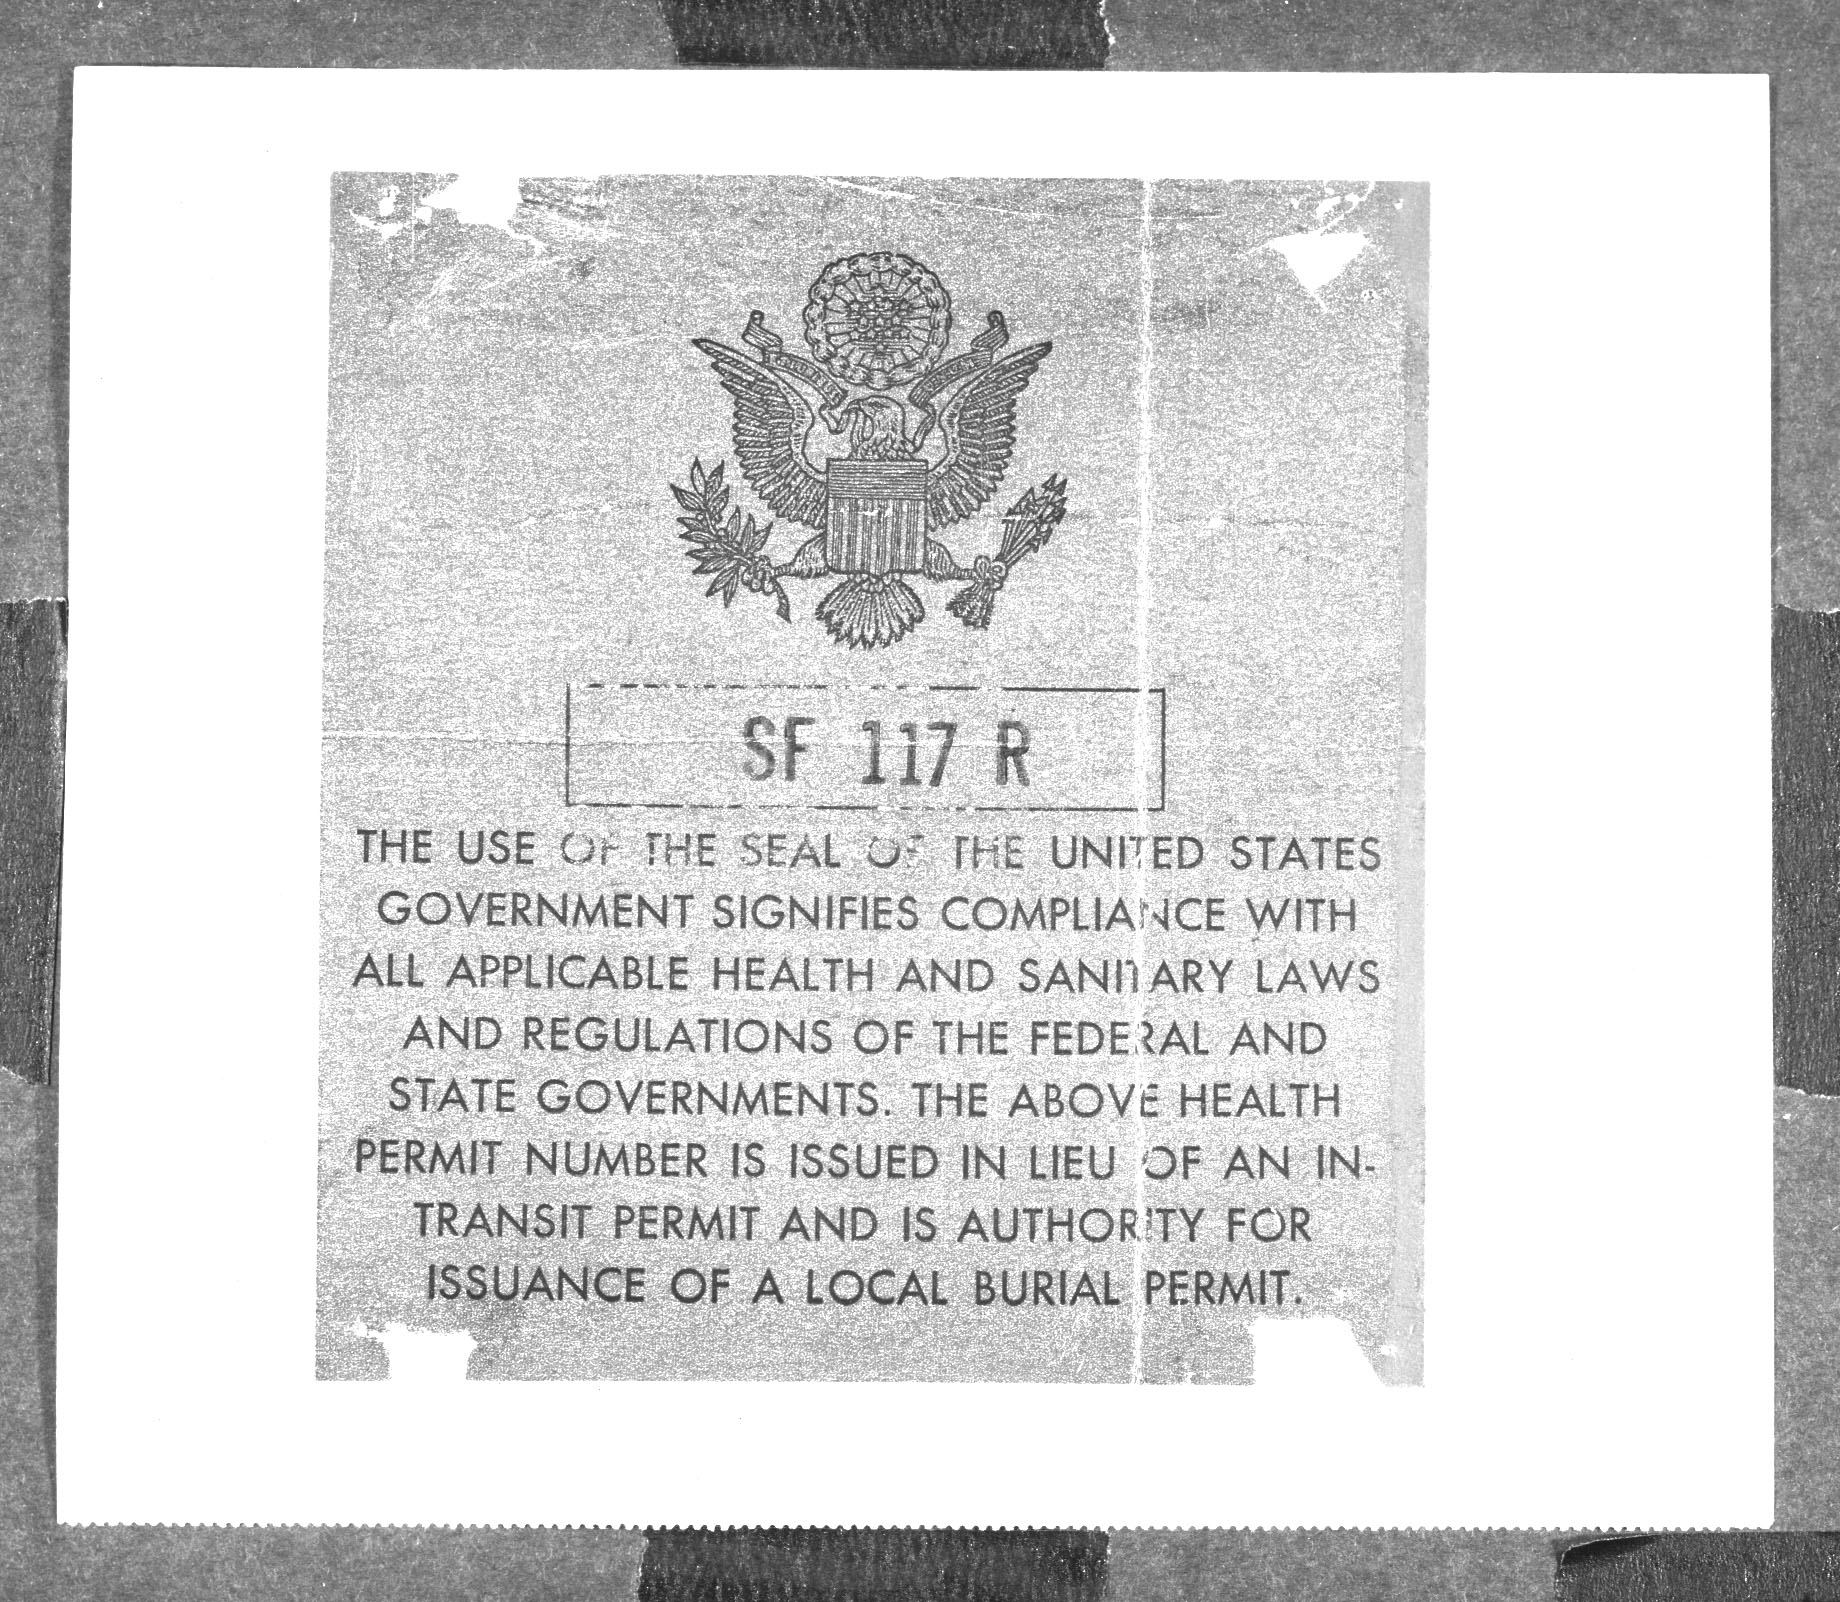 SF 117 R
THE USE OF THE SEAL OF THE UNITED STATES
GOVERNMENT SIGNIFIES COMPLIANCE WITH
ALL APPLICABLE HEALTH AND SANITARY LAWS
AND REGULATIONS OF THE FEDERAL AND
STATE GOVERNMENTS. THE ABOVE HEALTH
PERMIT NUMBER IS ISSUED IN LIEU OF AN IN-
TRANSIT PERMIT AND IS AUTHORITY FOR
ISSUANCE OF A LOCAL BURIAL PERMIT.